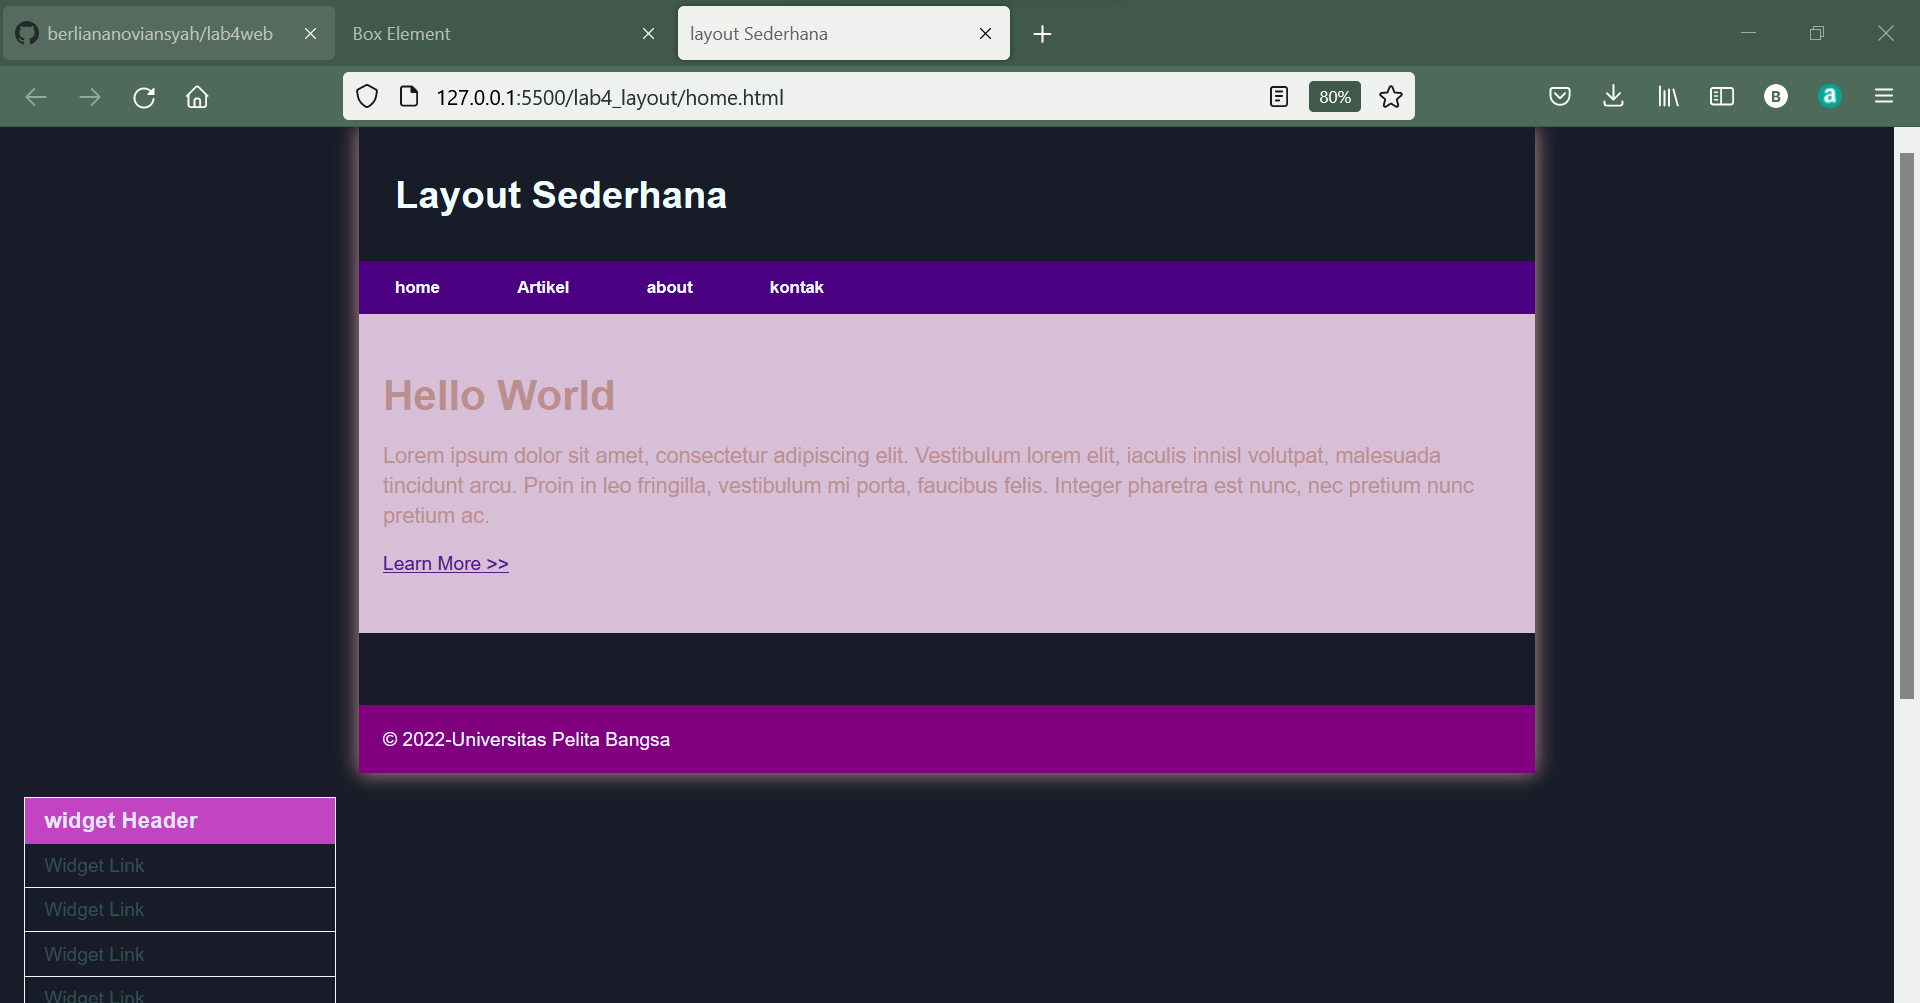 berliananoviansyah/lab4web
Box Element
layout Sederhana
127.0.0.1:5500/lab4_layout/home.html
80%
B
a
Layout Sederhana
home Artikel about kontak
Hello World
Lorem ipsum dolor sit amet, consectetur adipiscing elit. Vestibulum lorem elit, iaculis innisl volutpat, malesuada
tincidunt arcu. Proin in leo fringilla, vestibulum mi porta, faucibus felis. Integer pharetra est nunc, nec pretium nunc
pretium ac.
Learn More >>
© 2022-Universitas Pelita Bangsa
widget Header
Widget Link
Widget Link
Widget Link
Widget Link